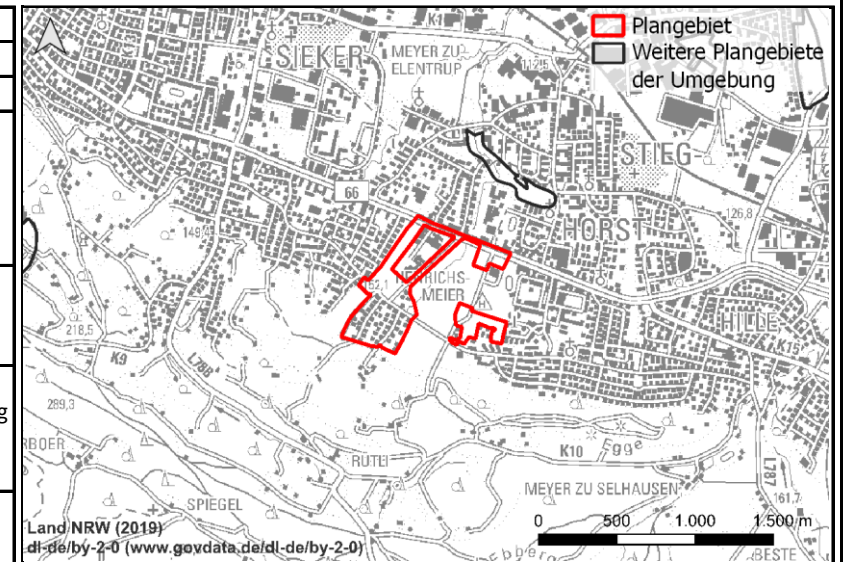 K1
Plangebiet
SIEKER
MEYER ZU
ELENTRUP
Weitere Plangebiete
der Umgebung
112,5
STIEG-
66
HORST
126,8
149,4
HEINRICHS-
MEIER
162,1
H
HILLE
218,5
K15
K9
L788
289,3
g
RÜTLI
K10
Egge
L787
MEYER ZU SELHAUSEN
161,7
SPIEGEL
0 500 1.000 1.500 m
Land NRW (2019)
dl-de/by-2-0 (www.govdata.de/dl-de/by-2-0)
BESTE